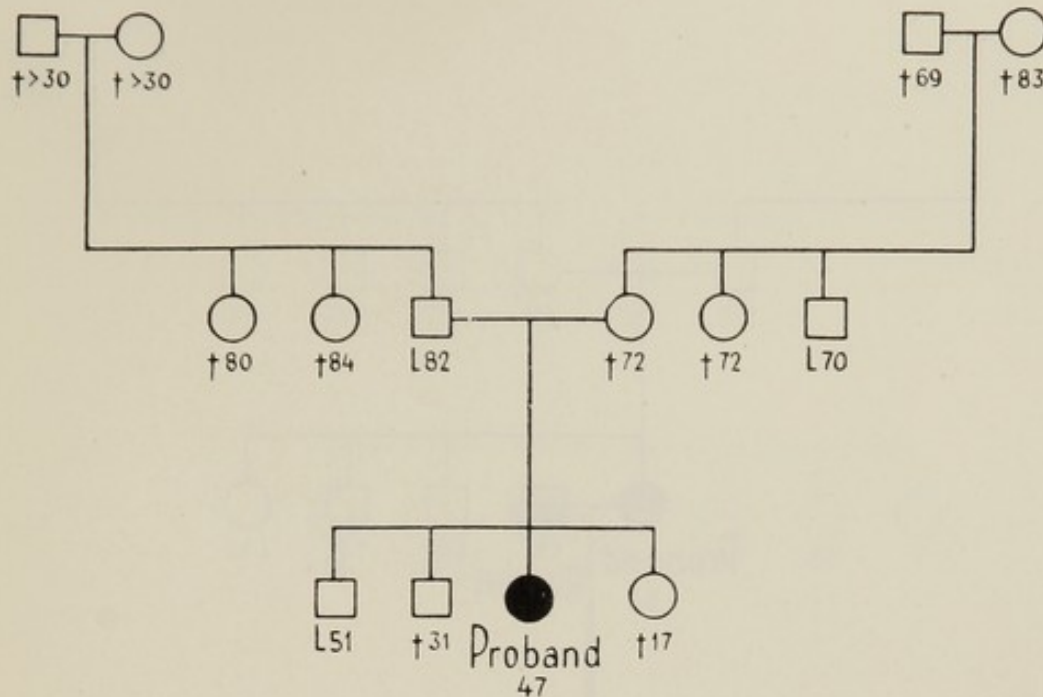 †>30 †>30 †69 †83
†80 †84 L82 †72 †72 L70
L51 †31 Proband †17
47